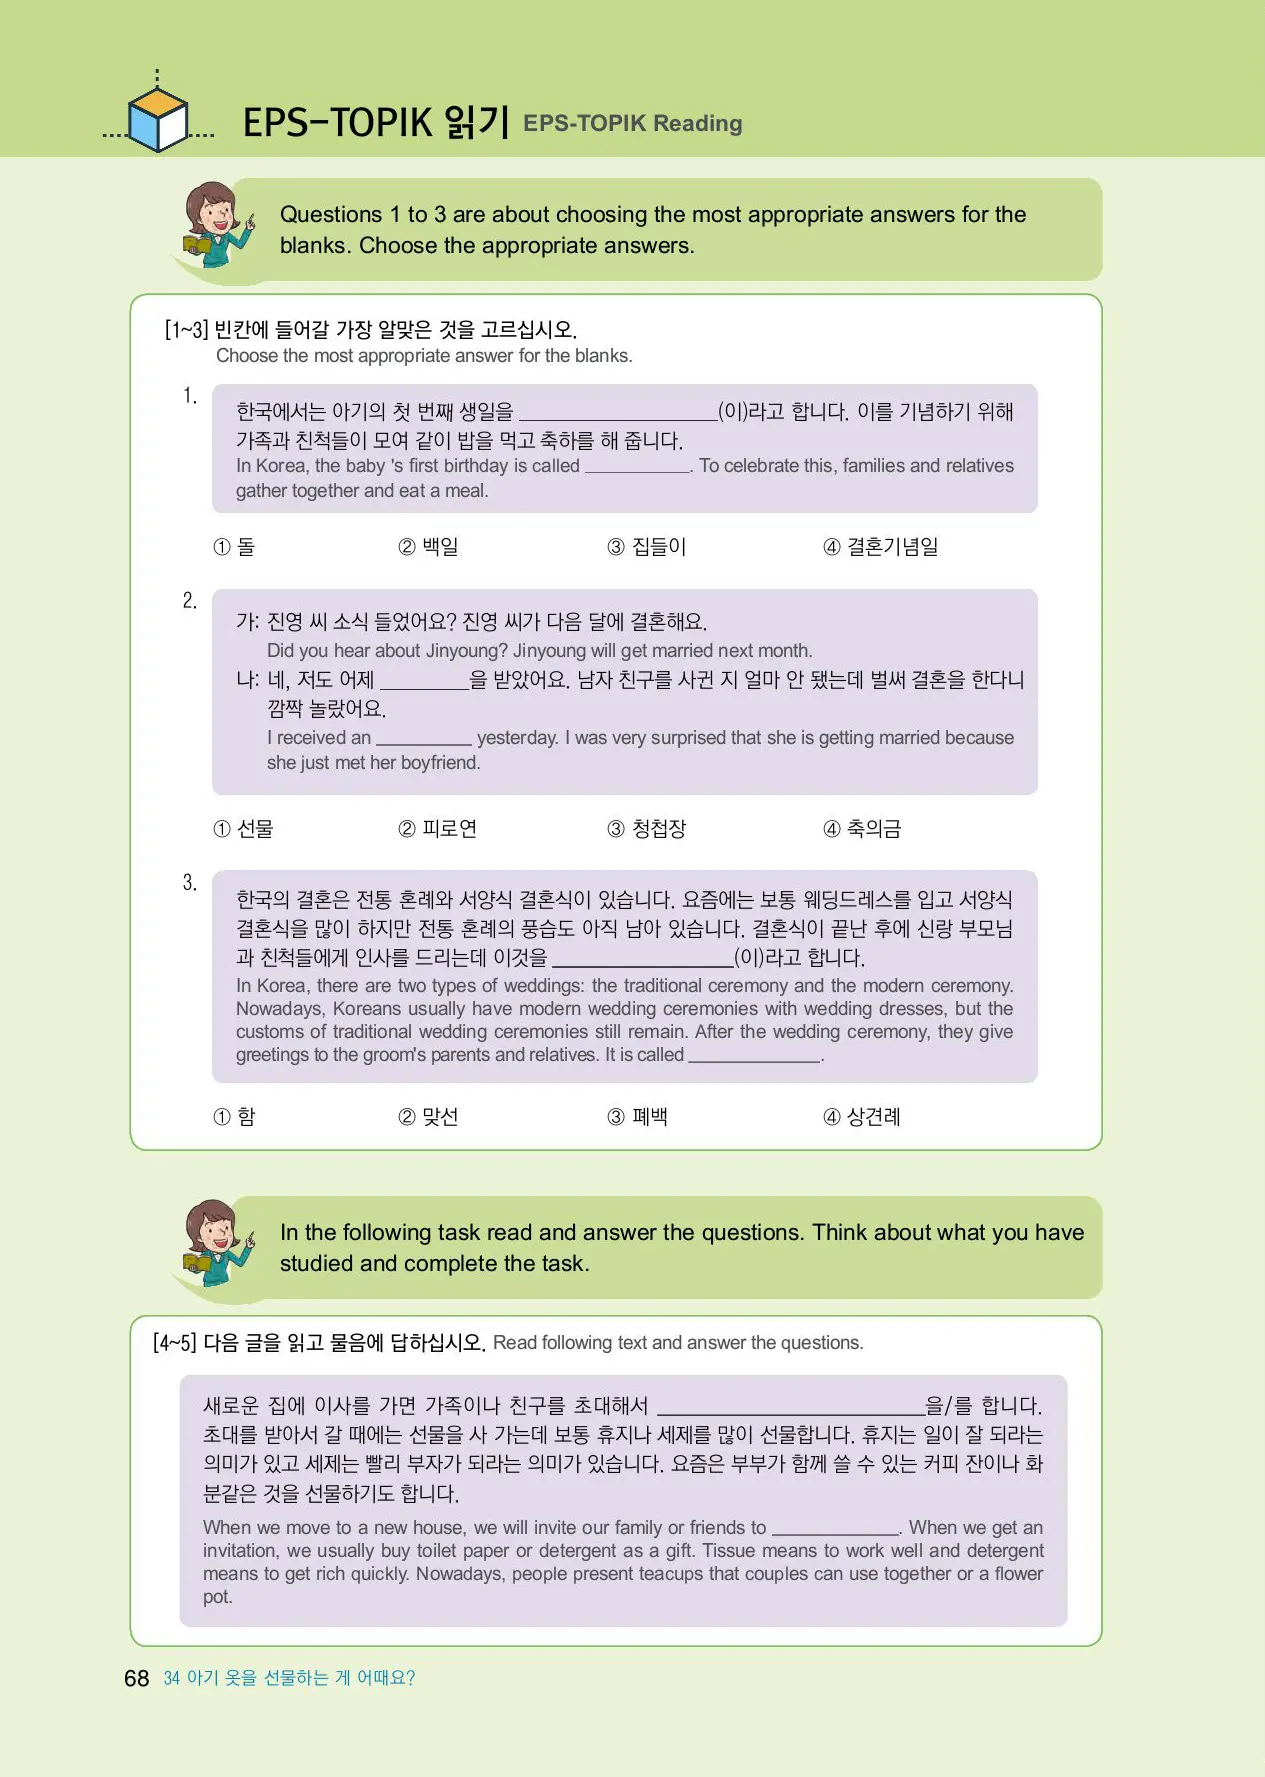 EPS-TOPIK 읽기 EPS-TOPIK Reading
Questions 1 to 3 are about choosing the most appropriate answers for the
blanks. Choose the appropriate answers.
[1~3] 빈칸에 들어갈 가장 알맞은 것을 고르십시오.
Choose the most appropriate answer for the blanks.
1.
한국에서는 아기의 첫 번째 생일을 ____________________(이)라고 합니다. 이를 기념하기 위해
가족과 친척들이 모여 같이 밥을 먹고 축하를 해 줍니다.
In Korea, the baby 's first birthday is called ___________. To celebrate this, families and relatives
gather together and eat a meal.
① 돌 ② 백일 ③ 집들이 ④ 결혼기념일
2.
가: 진영 씨 소식 들었어요? 진영 씨가 다음 달에 결혼해요.
Did you hear about Jinyoung? Jinyoung will get married next month.
나: 네, 저도 어제 _________을 받았어요. 남자 친구를 사귄 지 얼마 안 됐는데 벌써 결혼을 한다니
깜짝 놀랐어요.
I received an __________ yesterday. I was very surprised that she is getting married because
she just met her boyfriend.
① 선물 ② 피로연 ③ 청첩장 ④ 축의금
3.
한국의 결혼은 전통 혼례와 서양식 결혼식이 있습니다. 요즘에는 보통 웨딩드레스를 입고 서양식
결혼식을 많이 하지만 전통 혼례의 풍습도 아직 남아 있습니다. 결혼식이 끝난 후에 신랑 부모님
과 친척들에게 인사를 드리는데 이것을 __________________(이)라고 합니다.
In Korea, there are two types of weddings: the traditional ceremony and the modern ceremony.
Nowadays, Koreans usually have modern wedding ceremonies with wedding dresses, but the
customs of traditional wedding ceremonies still remain. After the wedding ceremony, they give
greetings to the groom's parents and relatives. It is called ______________.
① 함 ② 맞선 ③ 폐백 ④ 상견례
In the following task read and answer the questions. Think about what you have
studied and complete the task.
[4~5] 다음 글을 읽고 물음에 답하십시오. Read following text and answer the questions.
새로운 집에 이사를 가면 가족이나 친구를 초대해서 ___________________________을/를 합니다.
초대를 받아서 갈 때에는 선물을 사 가는데 보통 휴지나 세제를 많이 선물합니다. 휴지는 일이 잘 되라는
의미가 있고 세제는 빨리 부자가 되라는 의미가 있습니다. 요즘은 부부가 함께 쓸 수 있는 커피 잔이나 화
분같은 것을 선물하기도 합니다.
When we move to a new house, we will invite our family or friends to _____________. When we get an
invitation, we usually buy toilet paper or detergent as a gift. Tissue means to work well and detergent
means to get rich quickly. Nowadays, people present teacups that couples can use together or a flower
pot.
68 34 아기 옷을 선물하는 게 어때요?